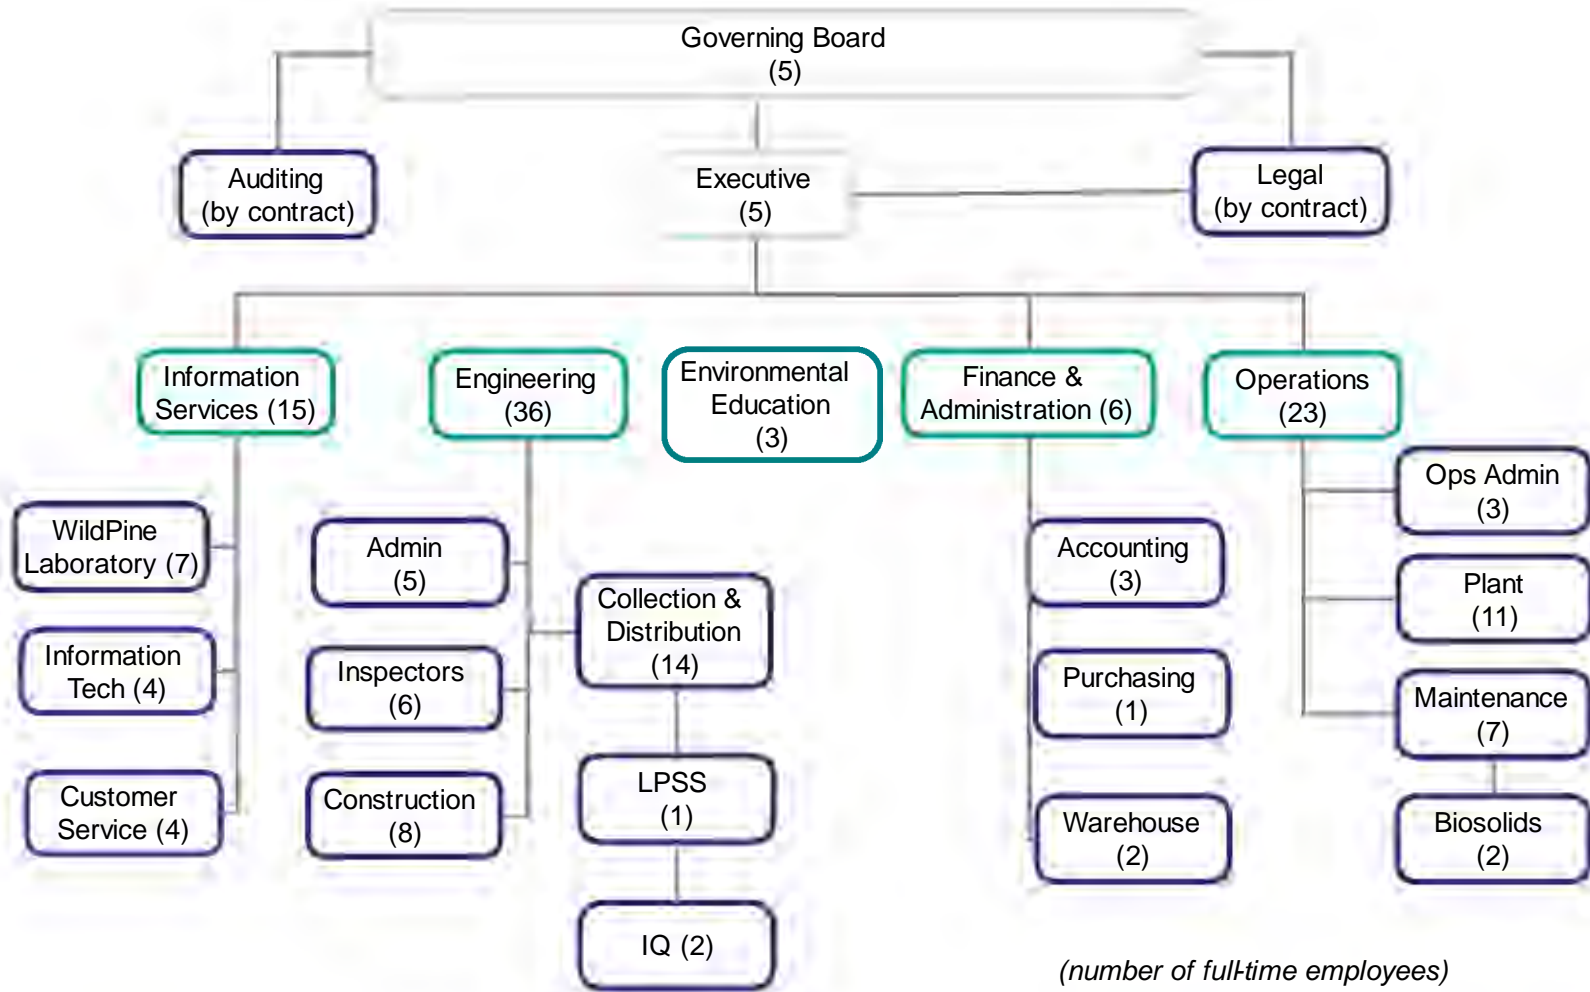 Governing Board
(5)
Auditing
(by contract)
Executive
(5)
Legal
(by contract)
Information
Services (15)
Engineering
(36)
Environmental
Education
(3)
Finance &
Administration (6)
Operations
(23)
WildPine
Laboratory (7)
Information
Tech (4)
Customer
Service (4)
Admin
(5)
Inspectors
(6)
Construction
(8)
Collection &
Distribution
(14)
LPSS
(1)
IQ (2)
Accounting
(3)
Purchasing
(1)
Warehouse
(2)
Ops Admin
(3)
Plant
(11)
Maintenance
(7)
Biosolids
(2)
(number of full-time employees)